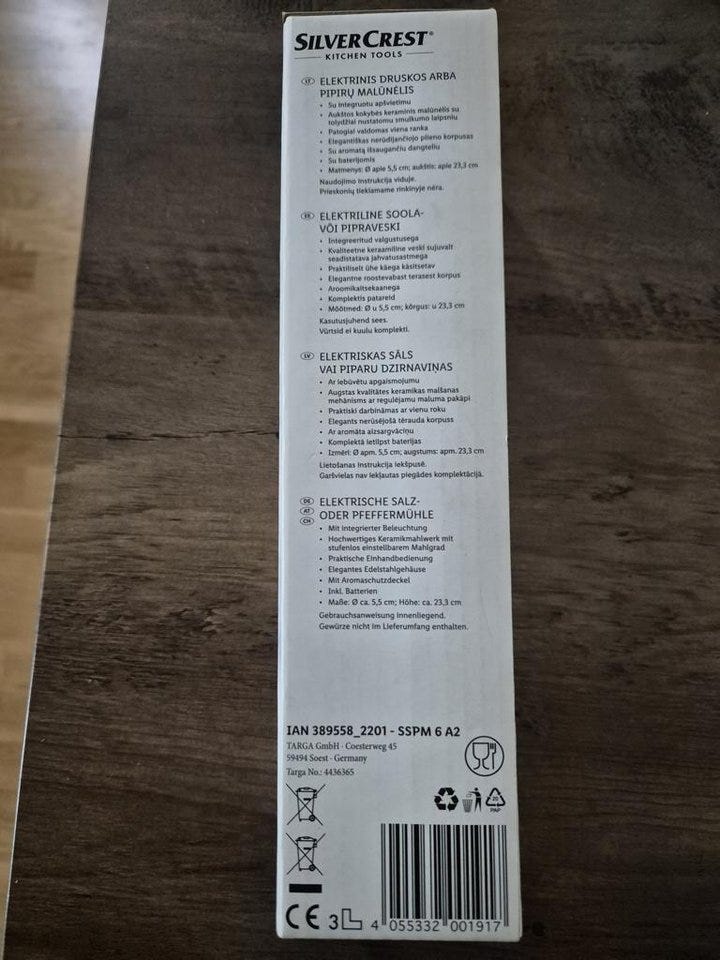 SILVERCREST®
KITCHEN TOOLS
LT ELEKTRINIS DRUSKOS ARBA
PIPIRŲ MALŪNĖLIS
• Su integruotu apšvietimu
• Aukštos kokybės keraminis malūnėlis su
tolydžiai nustatomu smulkumo laipsniu
• Patogiai valdomas viena ranka
• Elegantiškas nerūdijančiojo plieno korpusas
• Su aromatą išsaugančiu dangteliu
• Su baterijomis
• Matmenys: Ø apie 5,5 cm; aukštis: apie 23,3 cm
Naudojimo instrukcija viduje.
Prieskonių tiekiamame rinkinyje nėra.
EE ELEKTRILINE SOOLA-
VÕI PIPRAVESKI
• Integreeritud valgustusega
• Kvaliteetne keraamiline veski sujuvalt
seadistatava jahvatusastmega
• Praktiliselt ühe käega käsitsetav
• Elegantne roostevabast terasest korpus
• Aroomikaitsekaanega
• Komplektis patareid
• Mõõtmed: Ø u 5,5 cm; kõrgus: u 23,3 cm
Kasutusjuhend sees.
Vürtsid ei kuulu komplekti.
LV ELEKTRISKAS SĀLS
VAI PIPARU DZIRNAVIŅAS
• Ar iebūvētu apgaismojumu
• Augstas kvalitātes keramikas malšanas
mehānisms ar regulējamu maluma pakāpi
• Praktiski darbināmas ar vienu roku
• Elegants nerūsējošā tērauda korpuss
• Ar aromāta aizsargvāciņu
• Komplektā ietilpst baterijas
• Izmēri: Ø apm. 5,5 cm; augstums: apm. 23,3 cm
Lietošanas instrukcija iekšpusē.
Garšvielas nav iekļautas piegādes komplektācijā.
DE AT CH ELEKTRISCHE SALZ-
ODER PFEFFERMÜHLE
• Mit integrierter Beleuchtung
• Hochwertiges Keramikmahlwerk mit
stufenlos einstellbarem Mahlgrad
• Praktische Einhandbedienung
• Elegantes Edelstahlgehäuse
• Mit Aromaschutzdeckel
• Inkl. Batterien
• Maße: Ø ca. 5,5 cm; Höhe: ca. 23,3 cm
Gebrauchsanweisung innenliegend.
Gewürze nicht im Lieferumfang enthalten.
IAN 389558_2201 - SSPM 6 A2
TARGA GmbH · Coesterweg 45
59494 Soest · Germany
Targa No.: 4436365
20
PAP
CE 3L 4 055332 001917